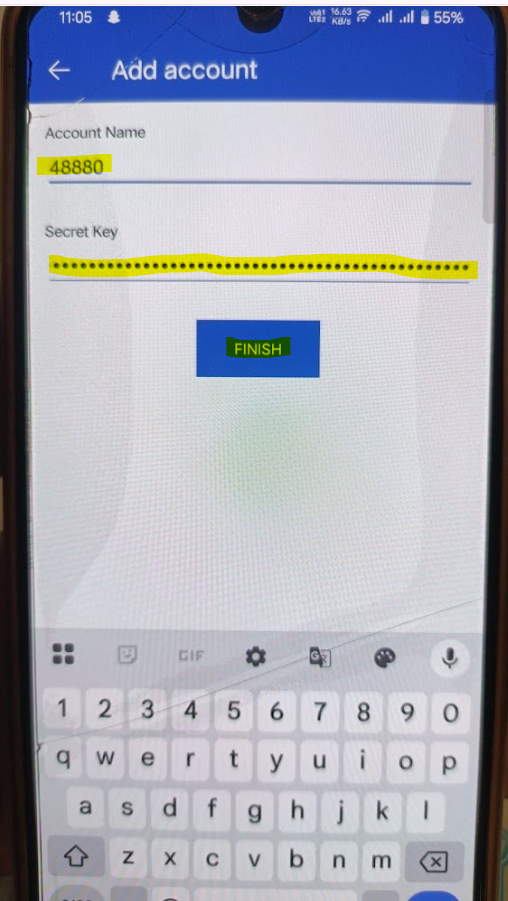 11:05 VoWiFi LTE2 16.63 KB/s 55%
Add account
Account Name
48880
Secret Key
••••••••••••••••••••••••••••••••••••••••••••••••
FINISH
GIF
1 2 3 4 5 6 7 8 9 0
q w e r t y u i o p
a s d f g h j k l
z x c v b n m